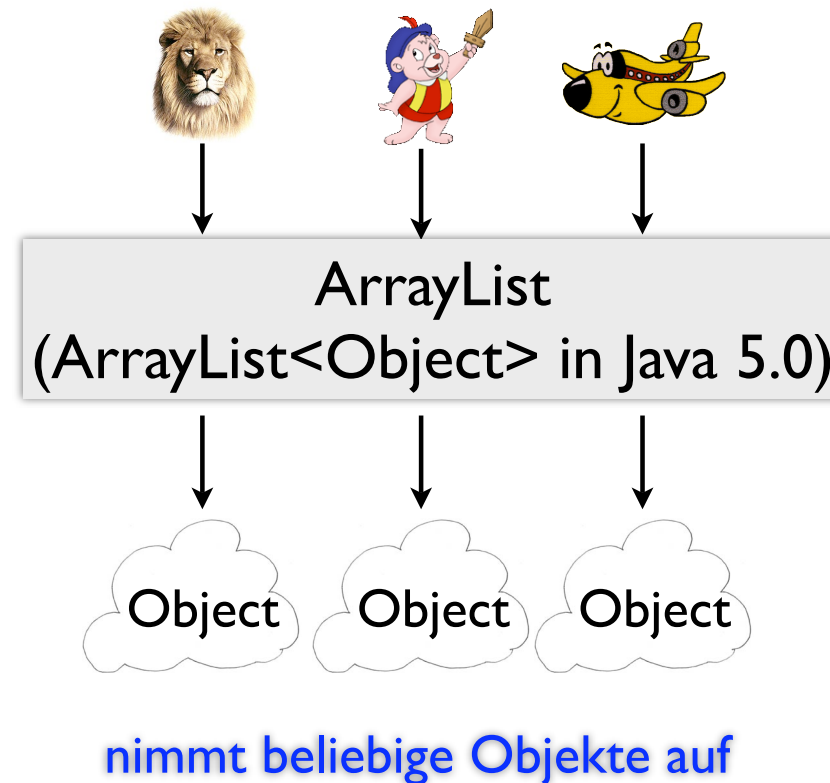 ArrayList
(ArrayList<Object> in Java 5.0)
Object Object Object
nimmt beliebige Objekte auf